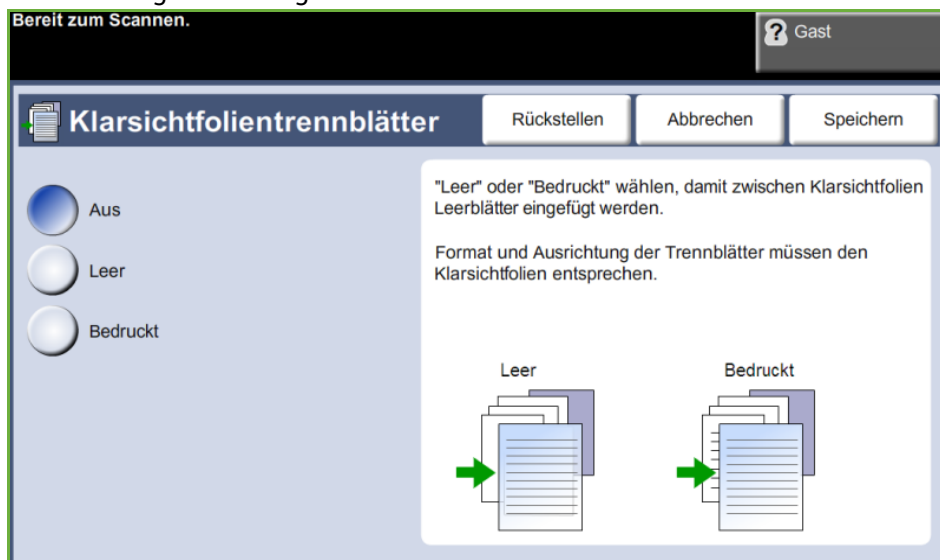 Bereit zum Scannen.
Gast
Klarsichtfolientrennblätter
Rückstellen
Abbrechen
Speichern
Aus
Leer
Bedruckt
"Leer" oder "Bedruckt" wählen, damit zwischen Klarsichtfolien
Leerblätter eingefügt werden.
Format und Ausrichtung der Trennblätter müssen den
Klarsichtfolien entsprechen.
Leer
Bedruckt